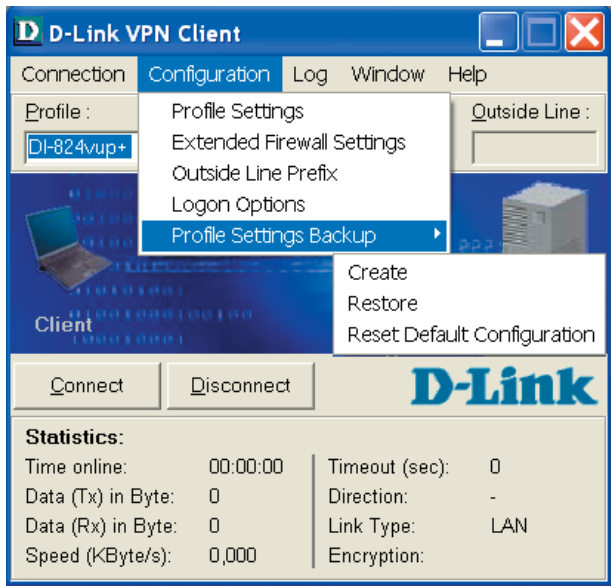 D D-Link VPN Client
Connection Configuration Log Window Help
Profile : Outside Line :
DI-824vup+
Profile Settings
Extended Firewall Settings
Outside Line Prefix
Logon Options
Profile Settings Backup
Create
Restore
Reset Default Configuration
Client
Connect Disconnect D-Link
Statistics:
Time online: 00:00:00 Timeout (sec): 0
Data (Tx) in Byte: 0 Direction: -
Data (Rx) in Byte: 0 Link Type: LAN
Speed (KByte/s): 0,000 Encryption: